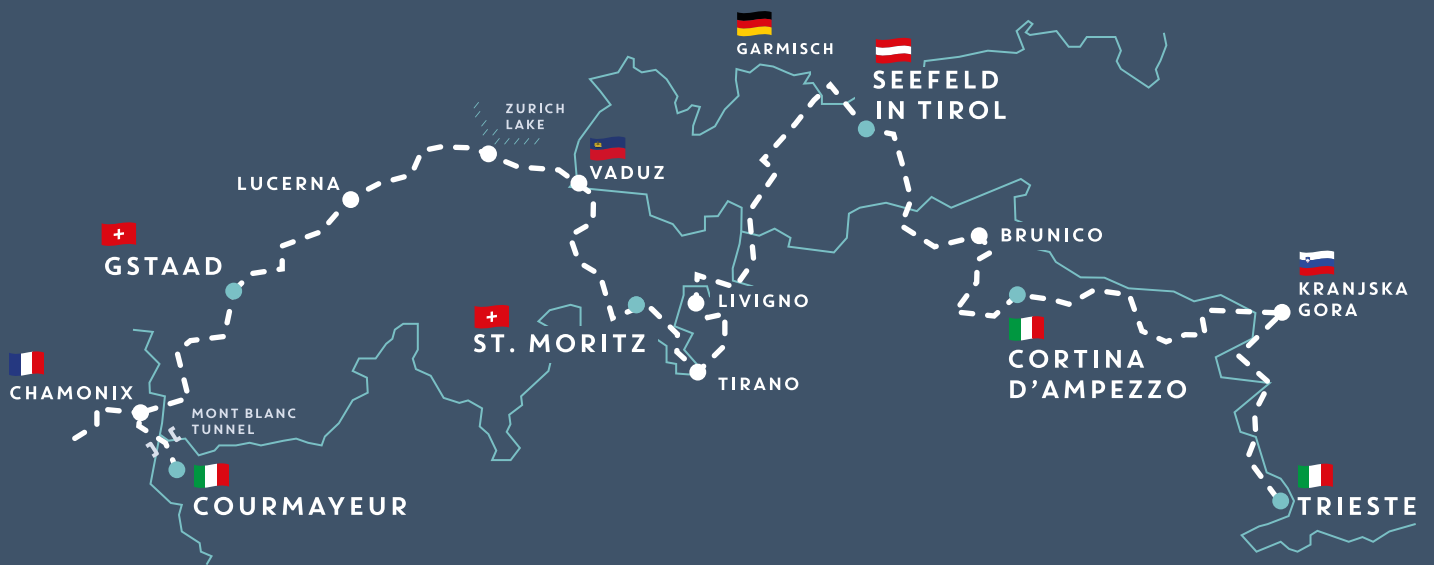 GARMISCH
SEEFELD
IN TIROL
ZURICH
LAKE
VADUZ
LUCERNA
GSTAAD
BRUNICO
KRANJSKA
GORA
LIVIGNO
ST. MORITZ
CORTINA
D'AMPEZZO
TIRANO
CHAMONIX
MONT BLANC
TUNNEL
COURMAYEUR
TRIESTE